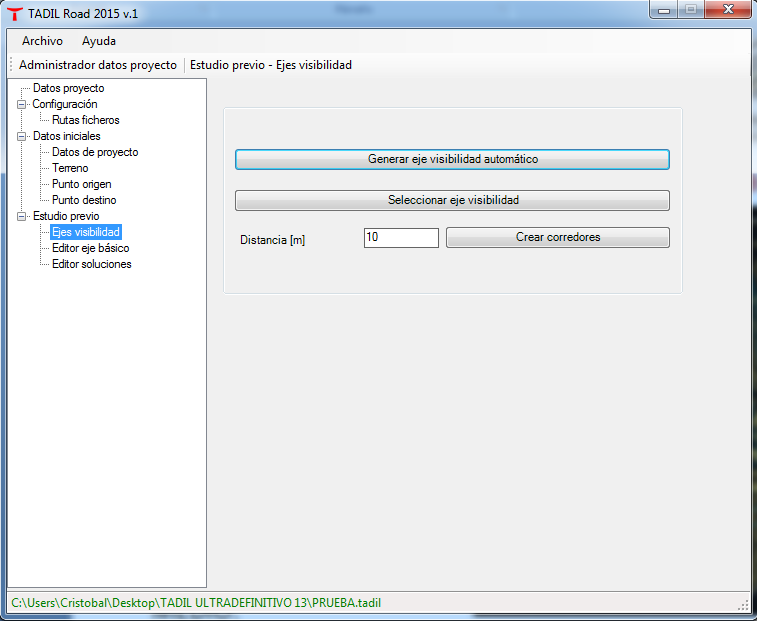 TADIL Road 2015 v.1
Archivo Ayuda
Administrador datos proyecto Estudio previo - Ejes visibilidad
Datos proyecto
Configuración
Rutas ficheros
Datos iniciales
Datos de proyecto
Terreno
Punto origen
Punto destino
Estudio previo
Ejes visibilidad
Editor eje básico
Editor soluciones
Generar eje visibilidad automático
Seleccionar eje visibilidad
Distancia [m] 10 Crear corredores
C:\Users\Cristobal\Desktop\TADIL ULTRADEFINITIVO 13\PRUEBA.tadil